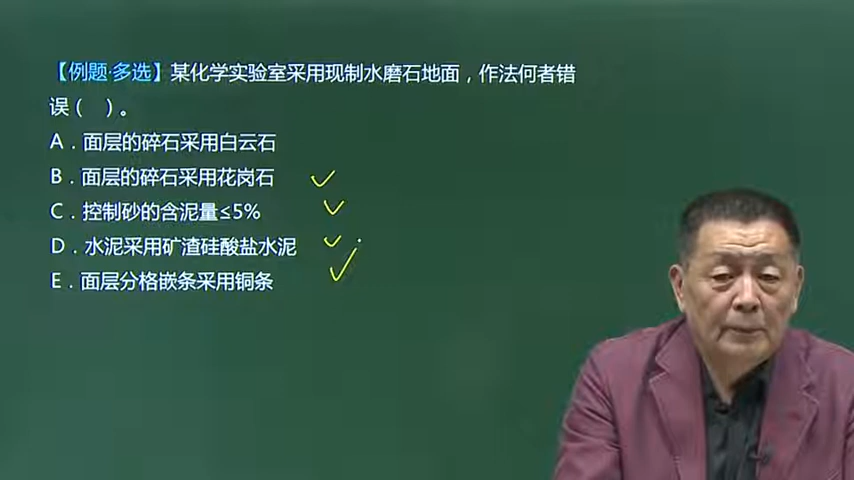 【例题·多选】某化学实验室采用现制水磨石地面，作法何者错
误（　）。
A．面层的碎石采用白云石
B．面层的碎石采用花岗石
C．控制砂的含泥量≤5%
D．水泥采用矿渣硅酸盐水泥
E．面层分格嵌条采用铜条